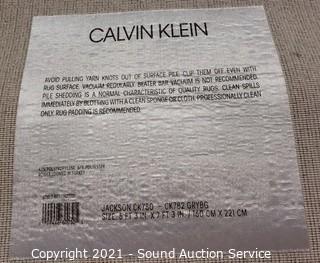 CALVIN KLEIN
AVOID PULLING YARN KNOTS OUT OF SURFACE PILE. CLIP THEM OFF EVEN WITH
RUG SURFACE. VACUUM REGULARLY. BEATER BAR VACUUM IS NOT RECOMMENDED.
PILE SHEDDING IS A NORMAL CHARACTERISTIC OF QUALITY RUGS. CLEAN SPILLS
IMMEDIATELY BY BLOTTING WITH A CLEAN SPONGE OR CLOTH. PROFESSIONALLY CLEAN
ONLY. RUG PADDING IS RECOMMENDED.
JACKSON CK780 CK782 GRYBG
SIZE: 5 FT 3 IN. X 7 FT 3 IN. / 160 CM X 221 CM
Copyright © 2021 - Sound Auction Service